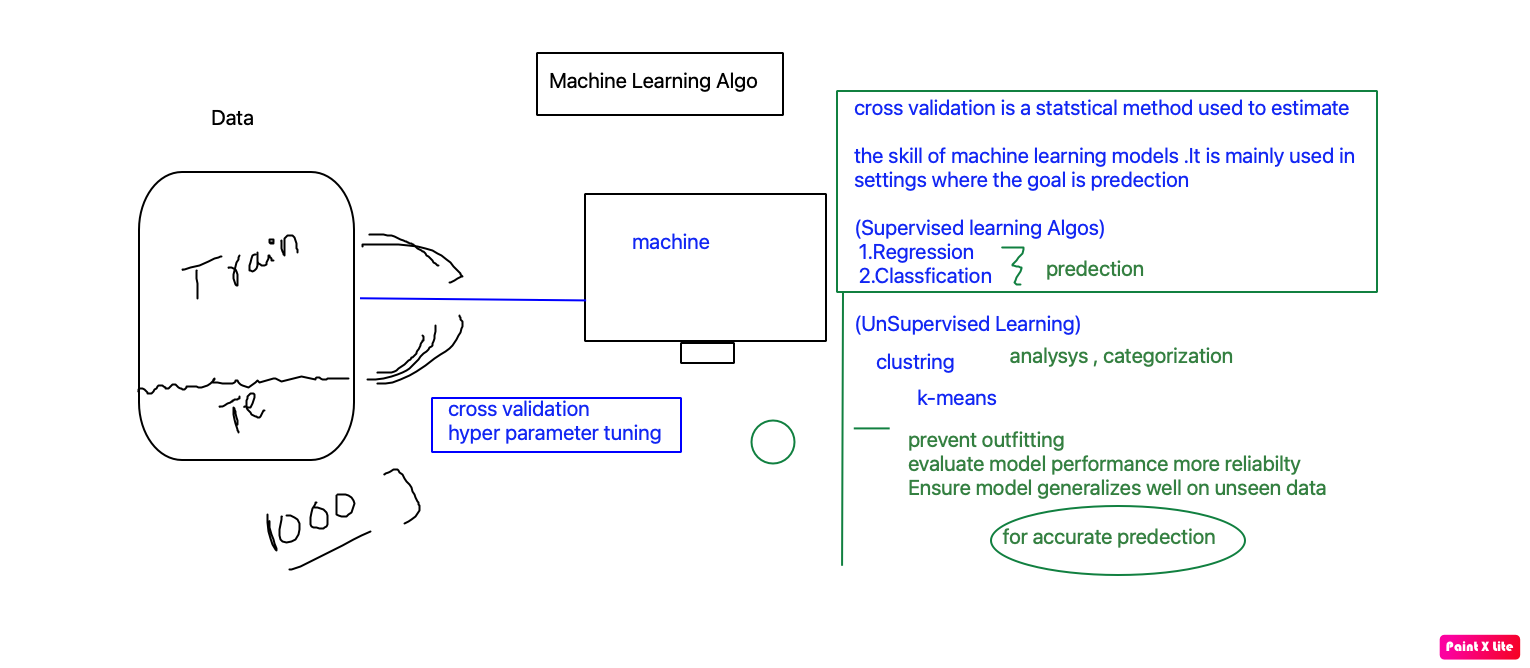 Machine Learning Algo
Data
Train
Te
1000
machine
cross validation
hyper parameter tuning
cross validation is a statstical method used to estimate
the skill of machine learning models .It is mainly used in
settings where the goal is predection
(Supervised learning Algos)
1.Regression
2.Classfication
predection
(UnSupervised Learning)
clustring
analysys , categorization
k-means
prevent outfitting
evaluate model performance more reliabilty
Ensure model generalizes well on unseen data
for accurate predection
Paint X Lite